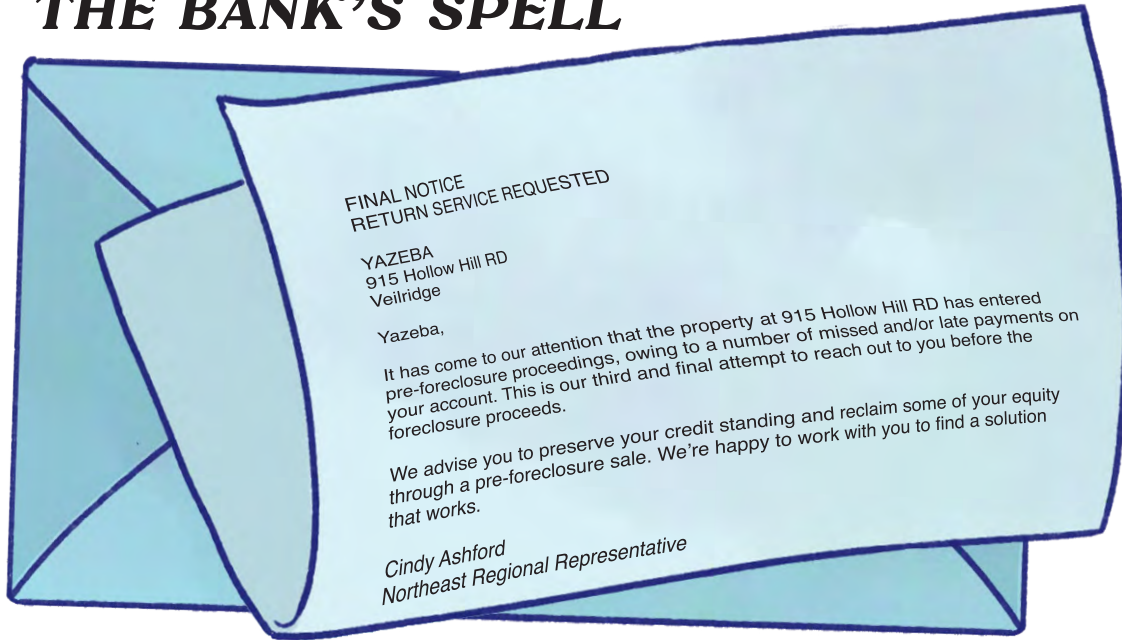 THE BANK'S SPELL
FINAL NOTICE
RETURN SERVICE REQUESTED
YAZEBA
915 Hollow Hill RD
Veilridge
Yazeba,
It has come to our attention that the property at 915 Hollow Hill RD has entered
pre-foreclosure proceedings, owing to a number of missed and/or late payments on
your account. This is our third and final attempt to reach out to you before the
foreclosure proceeds.
We advise you to preserve your credit standing and reclaim some of your equity
through a pre-foreclosure sale. We’re happy to work with you to find a solution
that works.
Cindy Ashford
Northeast Regional Representative